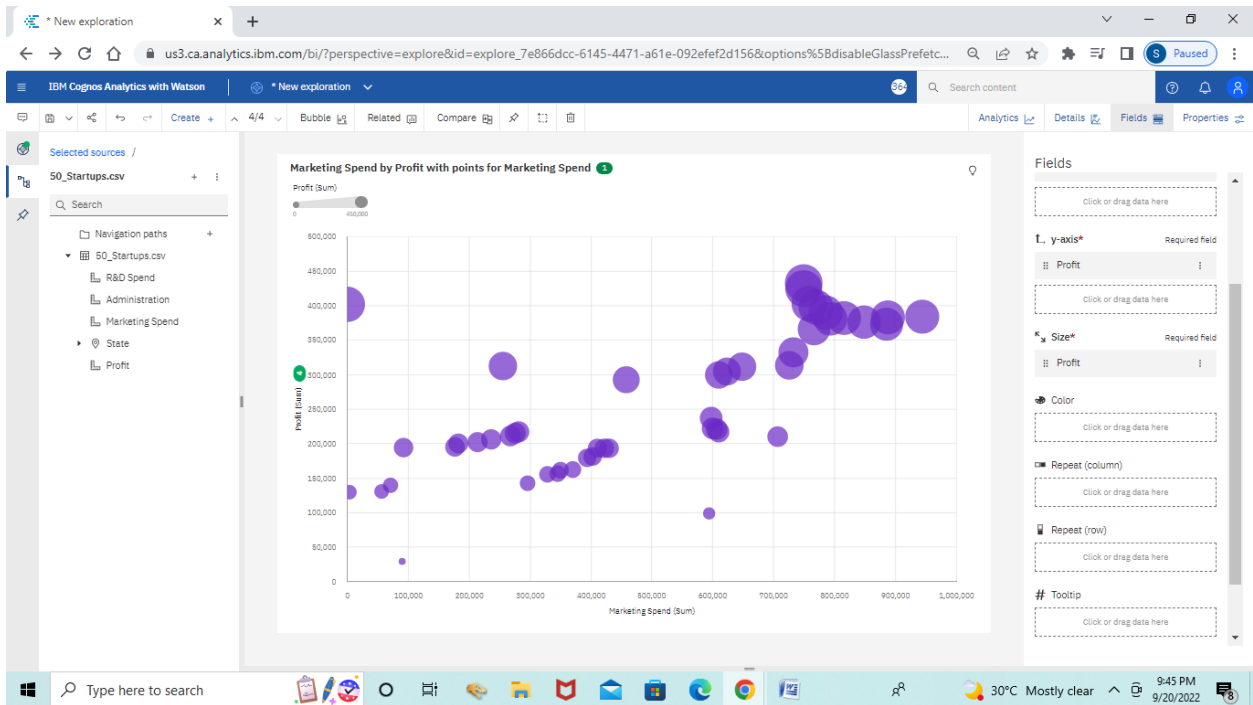 * New exploration
us3.ca.analytics.ibm.com/bi/?perspective=explore&id=explore_7e866dcc-6145-4471-a61e-092efef2d156&options%5BdisableGlassPrefetc...
S Paused
IBM Cognos Analytics with Watson
* New exploration
364
Search content
Create +
4/4
Bubble
Related
Compare
Analytics
Details
Fields
Properties
Selected sources /
50_Startups.csv
Search
Navigation paths
50_Startups.csv
R&D Spend
Administration
Marketing Spend
State
Profit
Marketing Spend by Profit with points for Marketing Spend 1
Profit (Sum)
0 450,000
Profit (Sum)
500,000
450,000
400,000
350,000
300,000
250,000
200,000
150,000
100,000
50,000
0
0 100,000 200,000 300,000 400,000 500,000 600,000 700,000 800,000 900,000 1,000,000
Marketing Spend (Sum)
Fields
Click or drag data here
y-axis* Required field
Profit
Click or drag data here
Size* Required field
Profit
Color
Click or drag data here
Repeat (column)
Click or drag data here
Repeat (row)
Click or drag data here
Tooltip
Click or drag data here
Type here to search
30°C Mostly clear
9:45 PM
9/20/2022
8